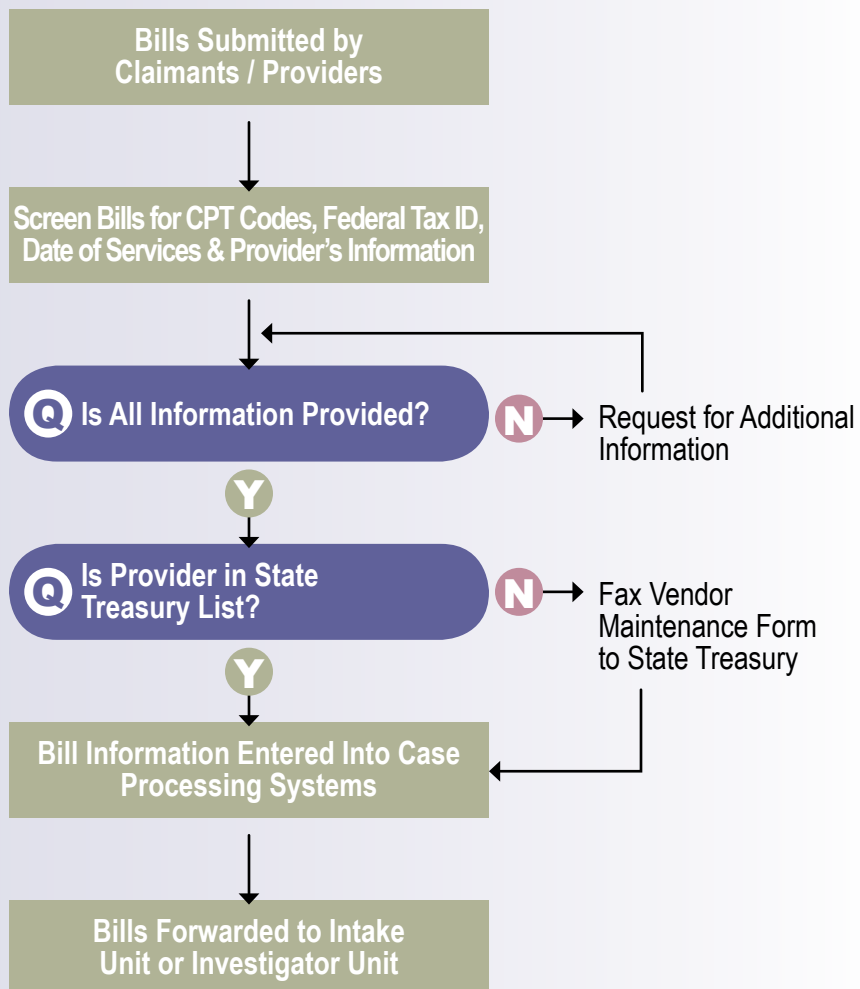 Bills Submitted by
Claimants / Providers
Screen Bills for CPT Codes, Federal Tax ID,
Date of Services & Provider's Information
Q Is All Information Provided?
N
Request for Additional
Information
Y
Q Is Provider in State
Treasury List?
N
Fax Vendor
Maintenance Form
to State Treasury
Y
Bill Information Entered Into Case
Processing Systems
Bills Forwarded to Intake
Unit or Investigator Unit